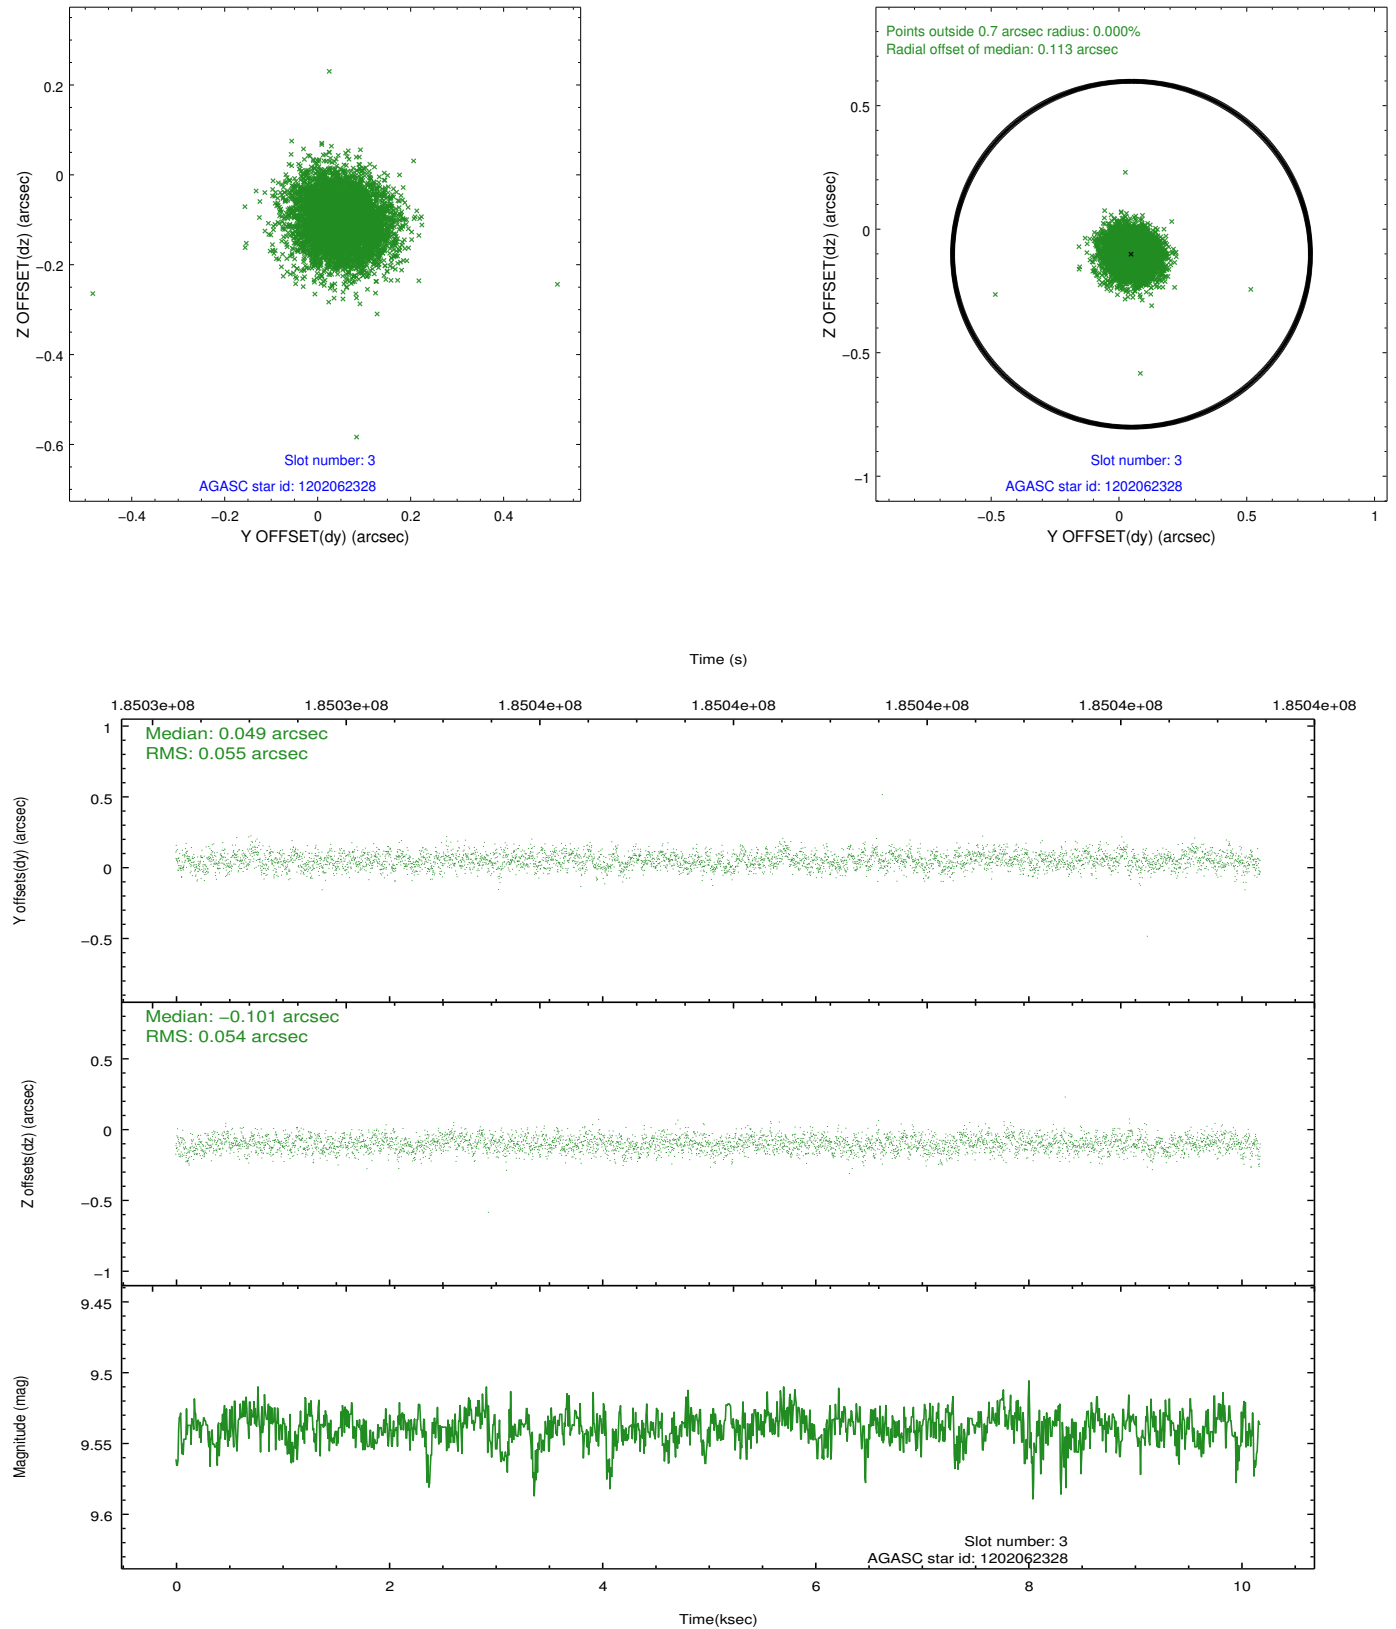 0.2
0
−0.2
−0.4
−0.6
Z OFFSET(dz) (arcsec)
Slot number: 3
AGASC star id: 1202062328
−0.4
−0.2
0
0.2
0.4
Y OFFSET(dy) (arcsec)
Points outside 0.7 arcsec radius: 0.000%
Radial offset of median: 0.113 arcsec
0.5
0
−0.5
−1
Z OFFSET(dz) (arcsec)
Slot number: 3
AGASC star id: 1202062328
−0.5
0
0.5
1
Y OFFSET(dy) (arcsec)
Time (s)
1.8503e+08
1.8503e+08
1.8504e+08
1.8504e+08
1.8504e+08
1.8504e+08
1.8504e+08
Median: 0.049 arcsec
RMS: 0.055 arcsec
1
0.5
0
−0.5
Y offsets(dy) (arcsec)
Median: −0.101 arcsec
RMS: 0.054 arcsec
0.5
0
−0.5
−1
Z offsets(dz) (arcsec)
9.45
9.5
9.55
9.6
Magnitude (mag)
Slot number: 3
AGASC star id: 1202062328
0
2
4
6
8
10
Time(ksec)